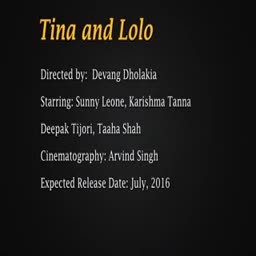 Tina and Lolo
Directed by: Devang Dholakia
Starring: Sunny Leone, Karishma Tanna
Deepak Tijori, Taaha Shah
Cinematography: Arvind Singh
Expected Release Date: July, 2016